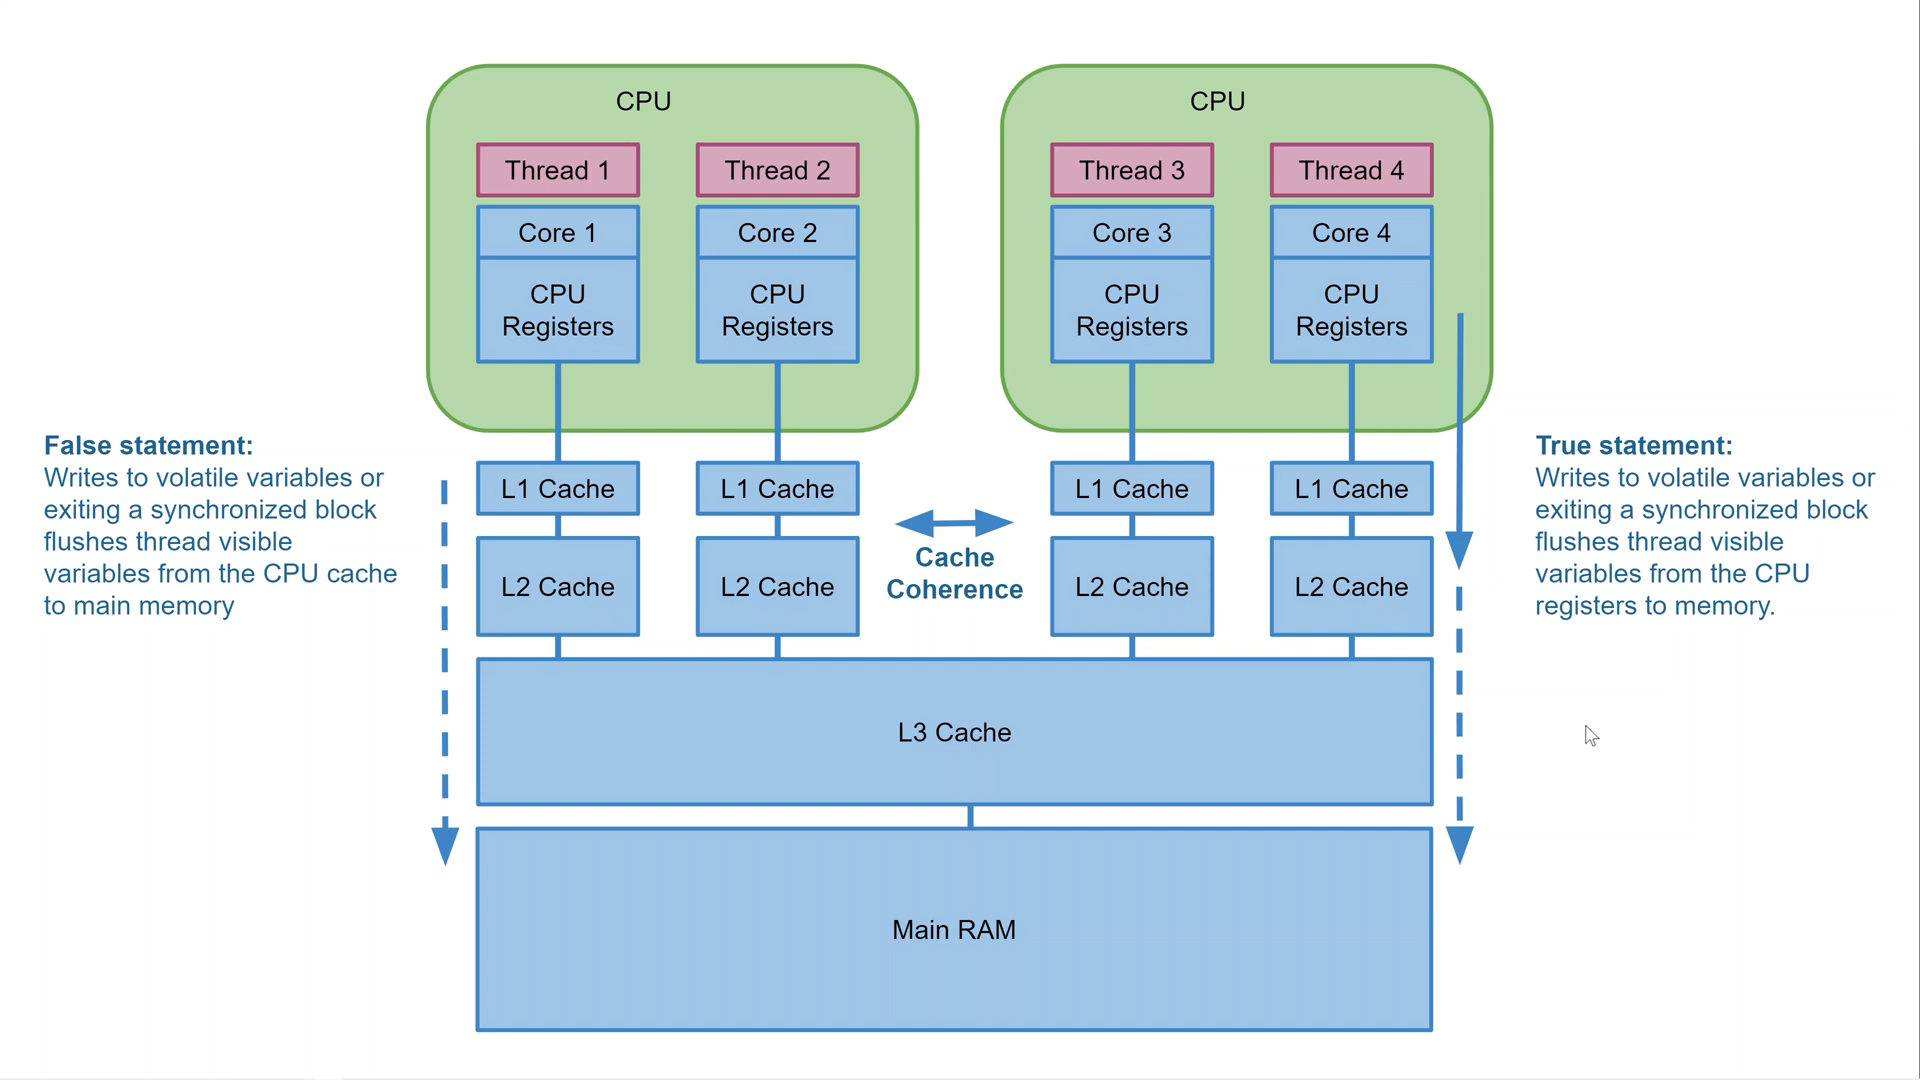 CPU
CPU
Thread 1
Thread 2
Thread 3
Thread 4
Core 1
Core 2
Core 3
Core 4
CPU
Registers
CPU
Registers
CPU
Registers
CPU
Registers
False statement:
Writes to volatile variables or
exiting a synchronized block
flushes thread visible
variables from the CPU cache
to main memory
L1 Cache
L1 Cache
L1 Cache
L1 Cache
Cache
Coherence
L2 Cache
L2 Cache
L2 Cache
L2 Cache
True statement:
Writes to volatile variables or
exiting a synchronized block
flushes thread visible
variables from the CPU
registers to memory.
L3 Cache
Main RAM